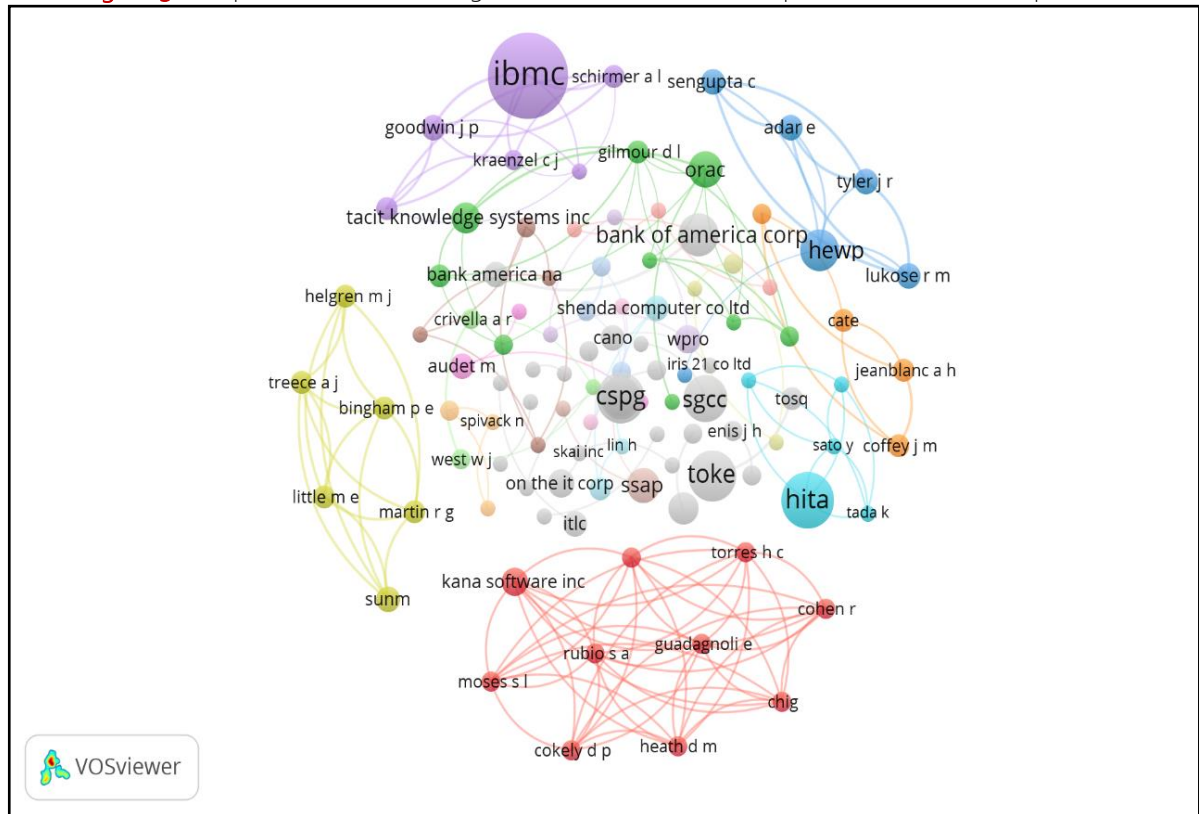 ibmc
schirmer a l
sengupta c
goodwin j p
adar e
kraenzel c j
gilmour d l
orac
tyler j r
tacit knowledge systems inc
bank of america corp
hewp
bank america na
lukose r m
helgren m j
shenda computer co ltd
crivella a r
cate
cano
wpro
audet m
iris 21 co ltd
jeanblanc a h
treece a j
bingham p e
cspg
sgcc
tosq
spivack n
enis j h
sato y
coffey j m
west w j
skai inc
lin h
on the it corp
ssap
toke
little m e
hita
martin r g
itlc
tada k
torres h c
kana software inc
sunm
cohen r
guadagnoli e
rubio s a
moses s l
chig
cokely d p
heath d m
VOSviewer